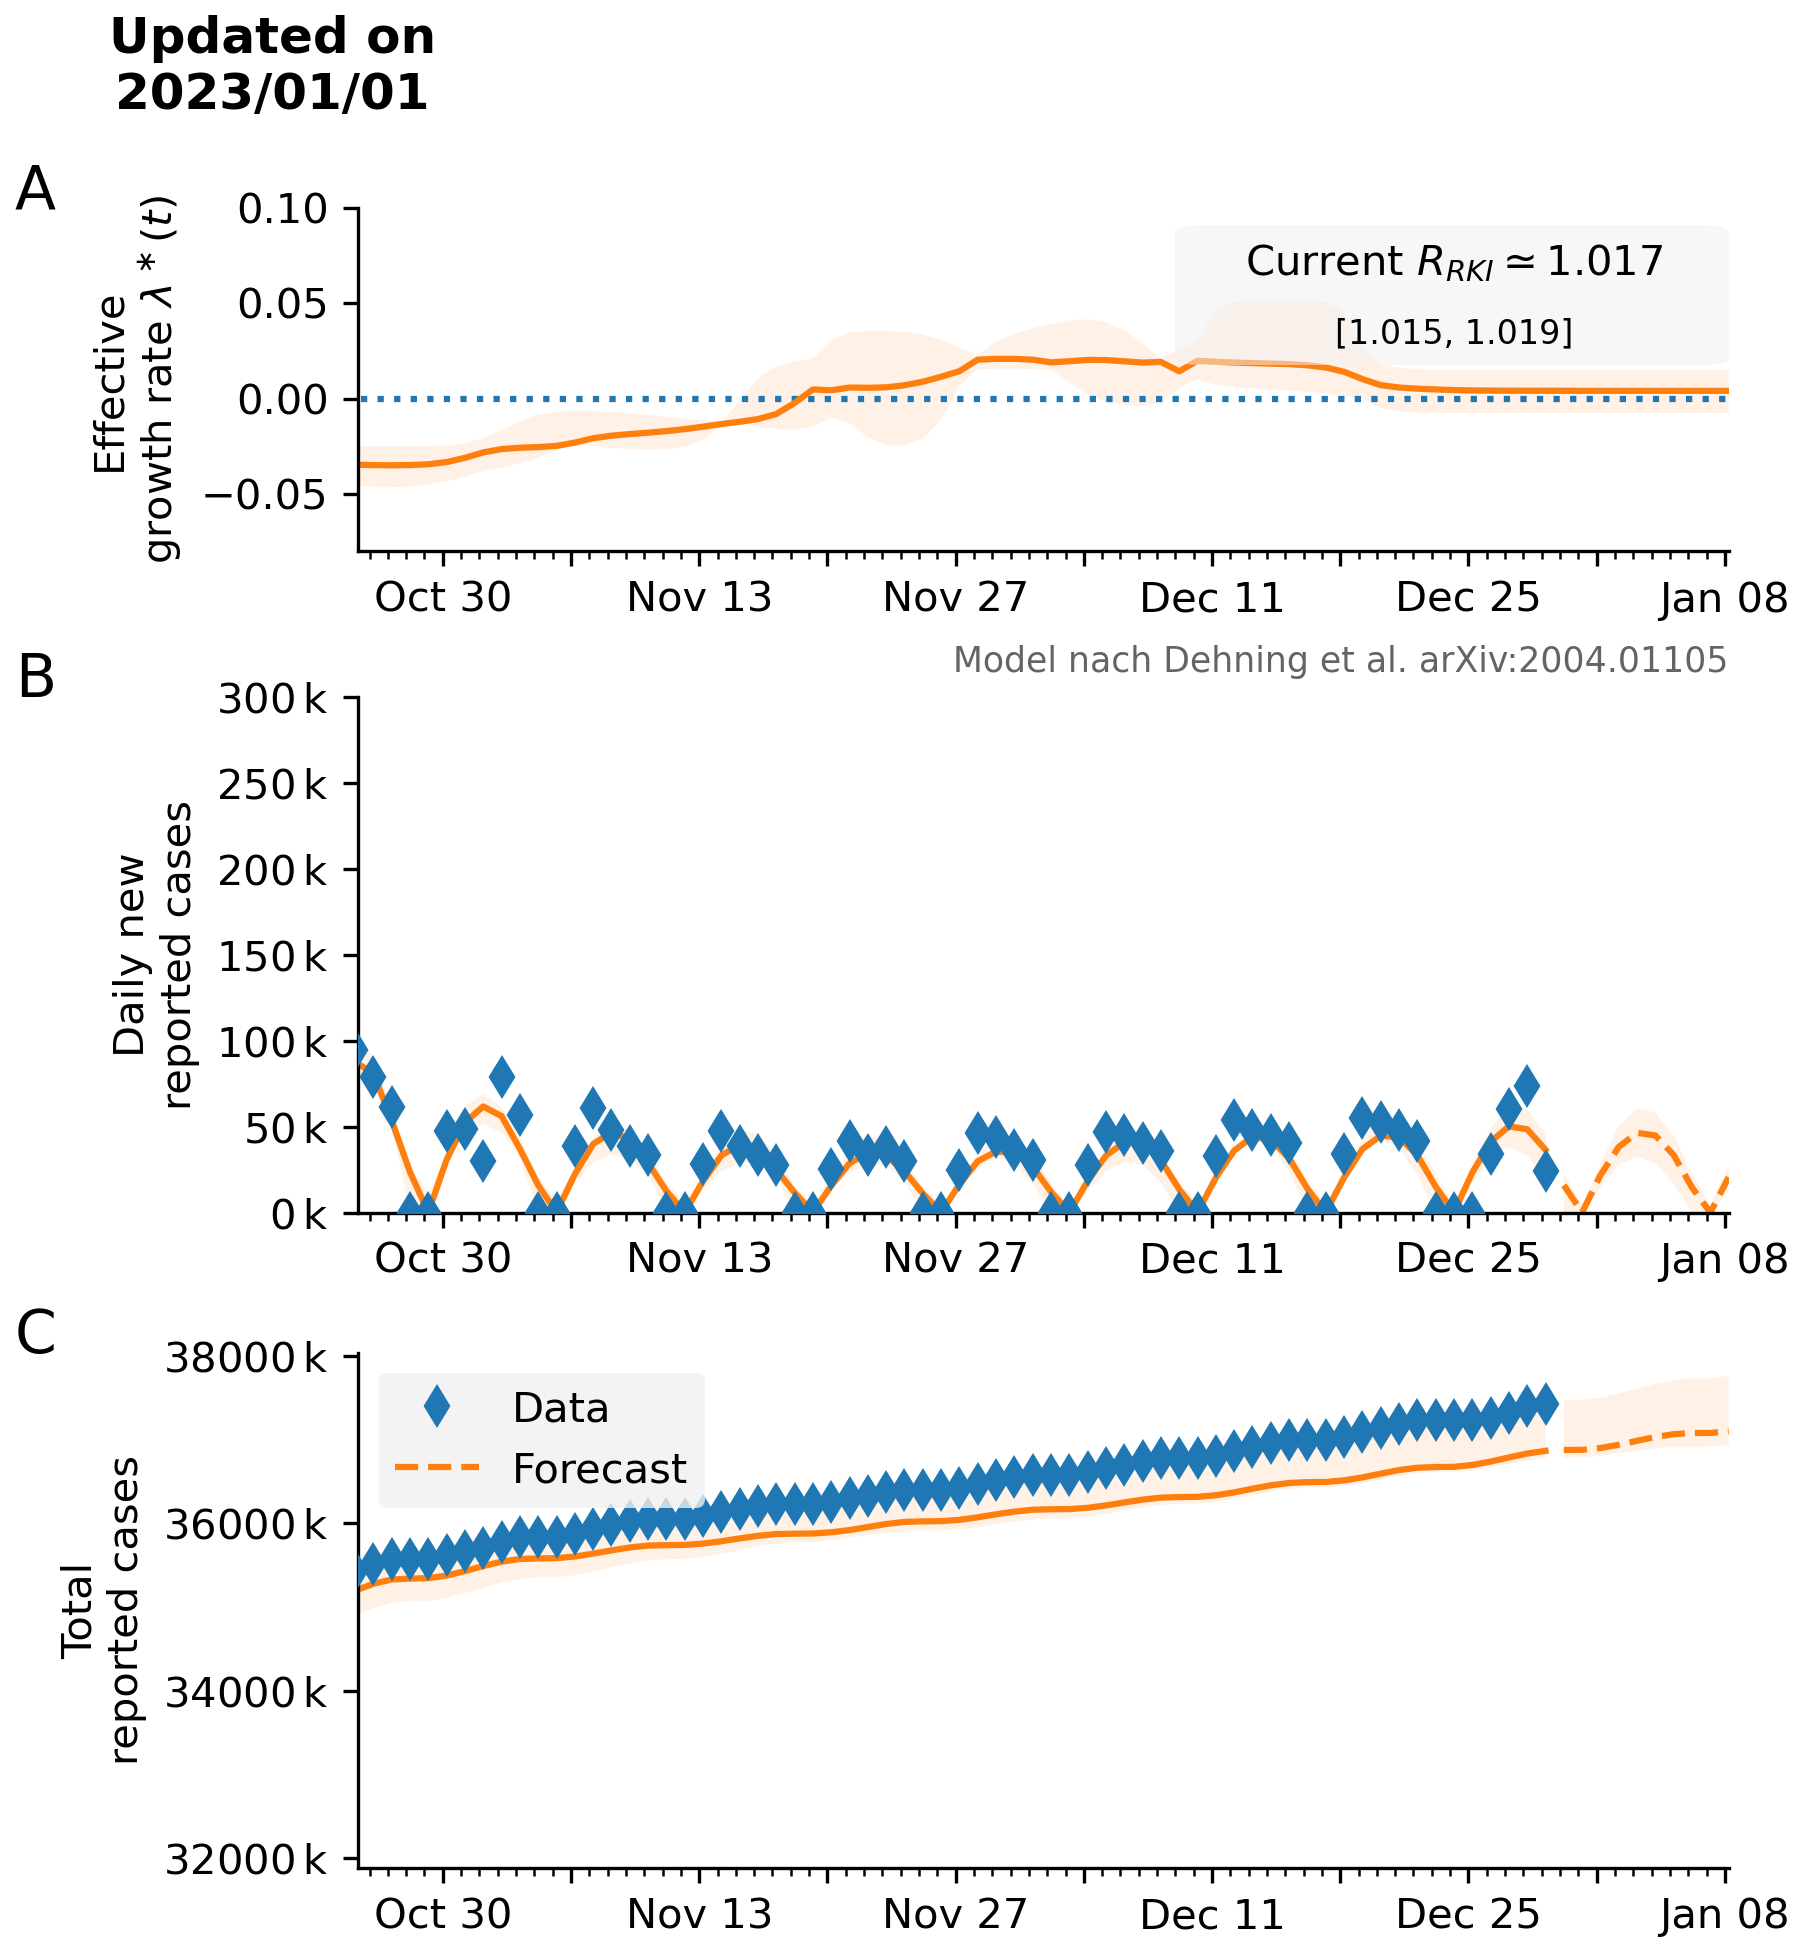 Updated on
2023/01/01
A
Effective
growth rate λ * (t)
0.10
0.05
0.00
−0.05
Current R_RKI ≃ 1.017
[1.015, 1.019]
Oct 30 Nov 13 Nov 27 Dec 11 Dec 25 Jan 08
Model nach Dehning et al. arXiv:2004.01105
B
Daily new
reported cases
300 k
250 k
200 k
150 k
100 k
50 k
0 k
Oct 30 Nov 13 Nov 27 Dec 11 Dec 25 Jan 08
C
Total
reported cases
38000 k
36000 k
34000 k
32000 k
Data
Forecast
Oct 30 Nov 13 Nov 27 Dec 11 Dec 25 Jan 08